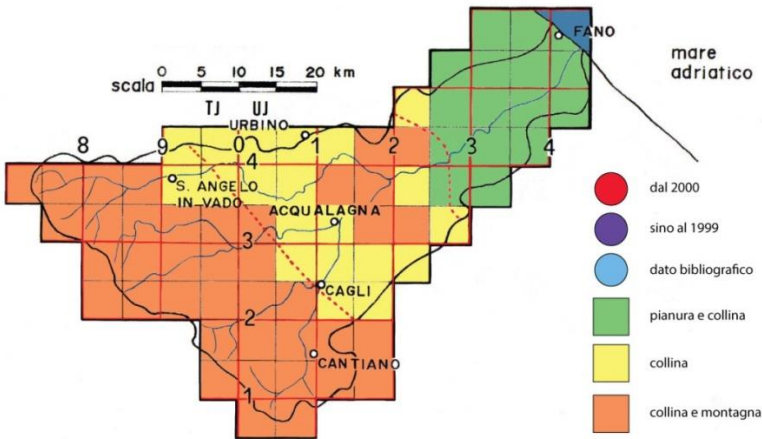 FANO
mare
adriatico
scala 0 5 10 15 20 km
TJ UJ
URBINO
8 9 0 1 2 3 4
4
S. ANGELO
IN VADO
ACQUALAGNA
3
CAGLI
2
CANTIANO
1
dal 2000
sino al 1999
dato bibliografico
pianura e collina
collina
collina e montagna